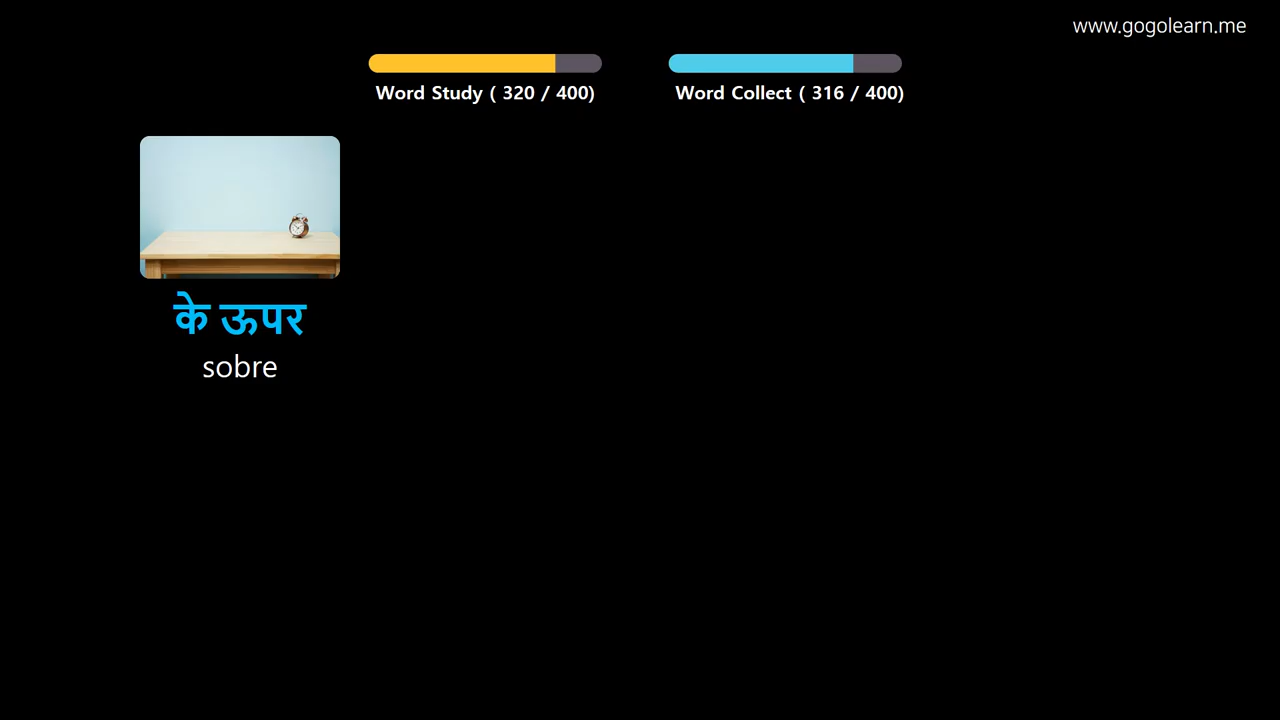 www.gogolearn.me
Word Study ( 320 / 400)
Word Collect ( 316 / 400)
के ऊपर
sobre